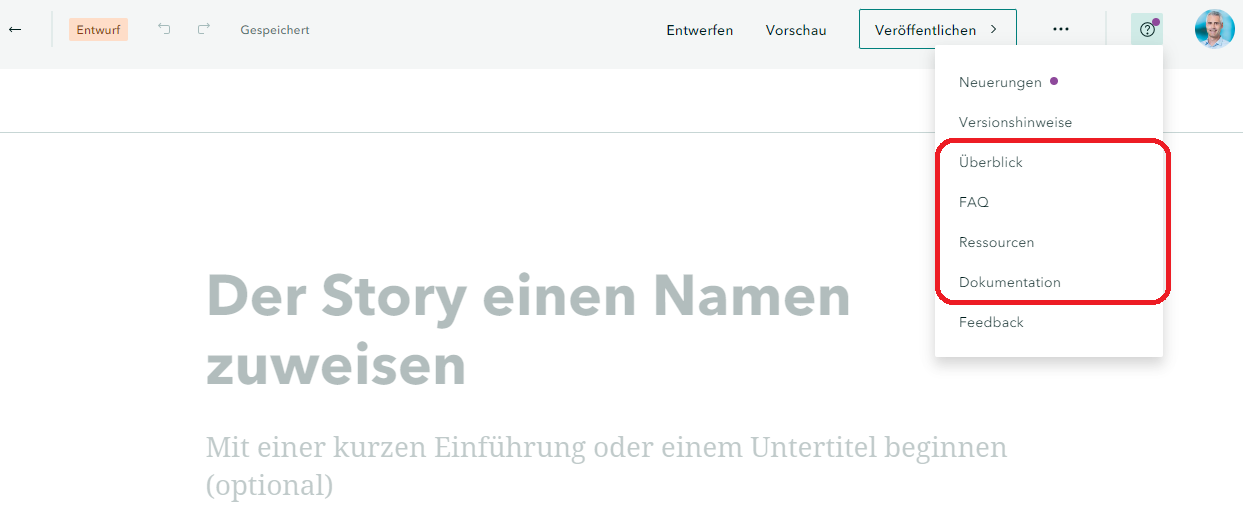 Entwurf
Gespeichert
Entwerfen
Vorschau
Veröffentlichen
Neuerungen
Versionshinweise
Überblick
FAQ
Ressourcen
Dokumentation
Feedback
Der Story einen Namen
zuweisen
Mit einer kurzen Einführung oder einem Untertitel beginnen
(optional)